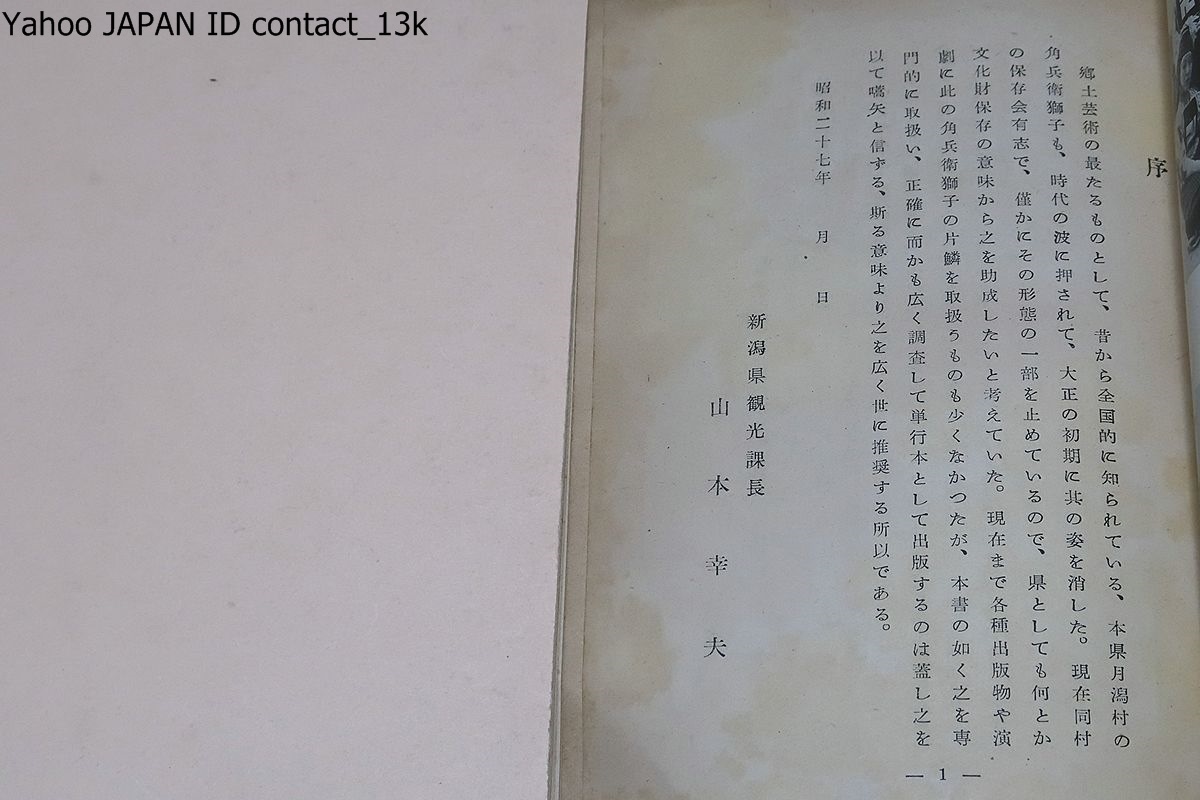 Yahoo JAPAN ID contact_13k
序
郷土芸術の最たるものとして、昔から全国的に知られている、本県月潟村の
角兵衛獅子も、時代の波に押されて、大正の初期に其の姿を消した。現在同村
の保存会有志で、僅かにその形態の一部を止めているので、県としても何とか
文化財保存の意味から之を助成したいと考えていた。現在まで各種出版物や演
劇に此の角兵衛獅子の片鱗を取扱うものも少くなかつたが、本書の如く之を専
門的に取扱い、正確に而かも広く調査して単行本として出版するのは蓋し之を
以て嚆矢と信ずる、斯る意味より之を広く世に推奨する所以である。
昭和二十七年　月　日
新潟県観光課長
山本幸夫
— 1 —